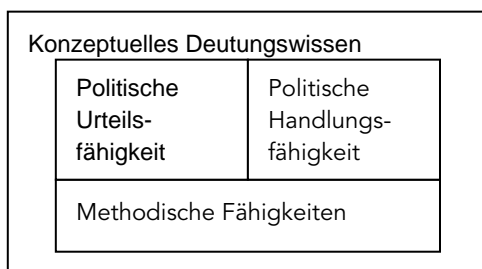 Konzeptuelles Deutungswissen
Politische
Urteils-
fähigkeit
Politische
Handlungs-
fähigkeit
Methodische Fähigkeiten